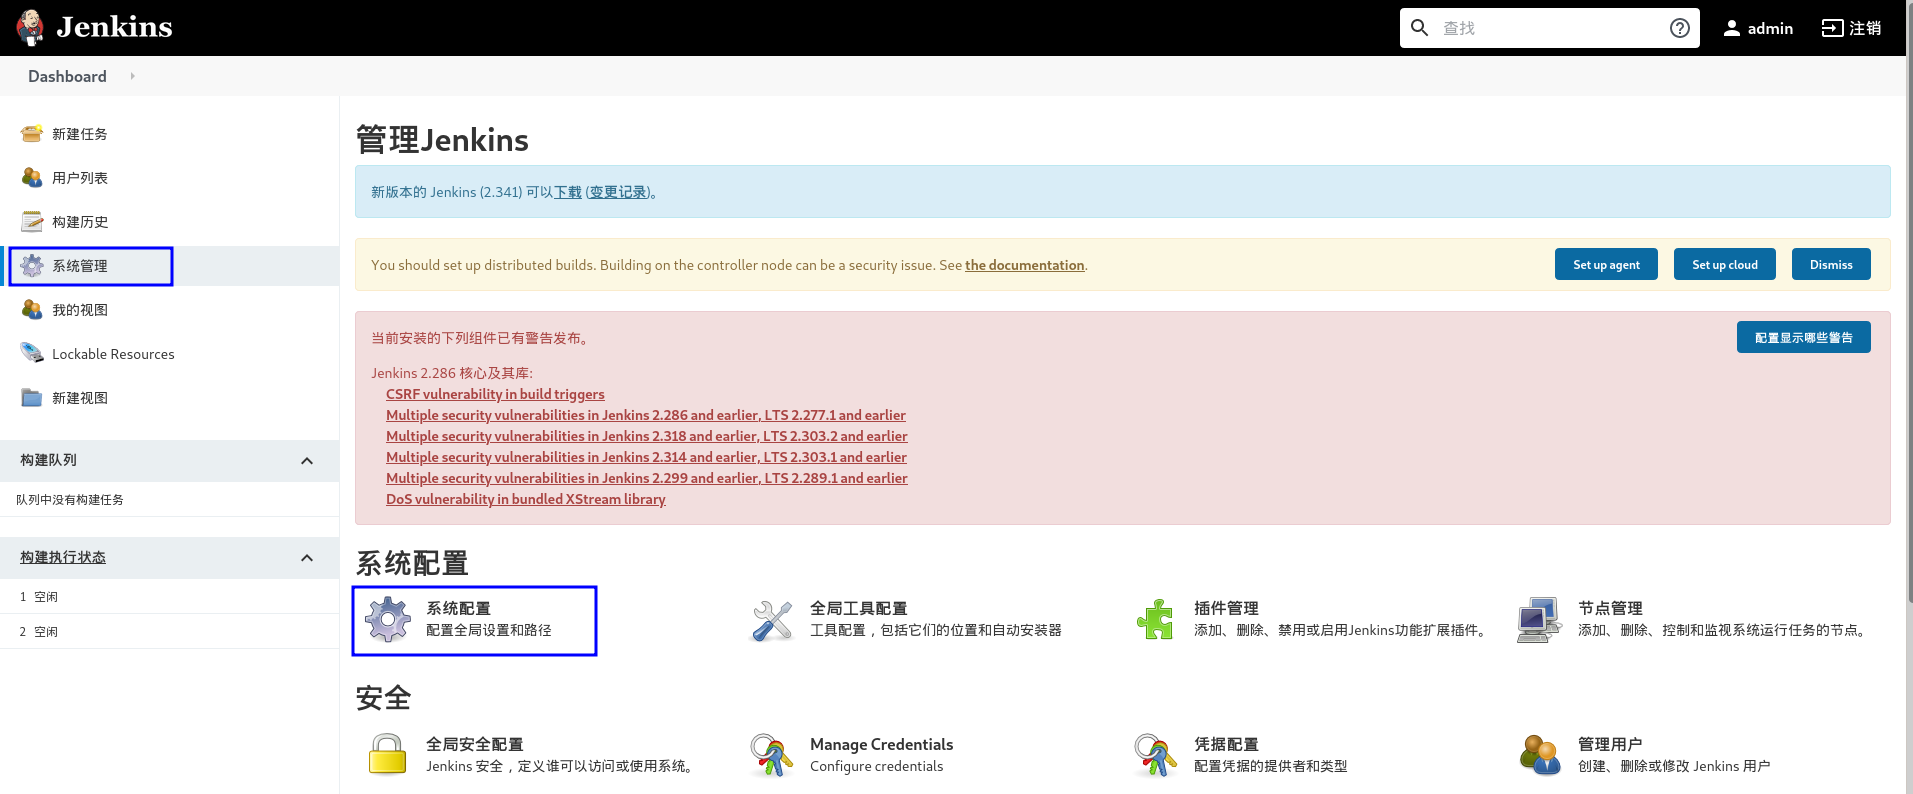 Jenkins
查找
admin
注销
Dashboard
新建任务
用户列表
构建历史
系统管理
我的视图
Lockable Resources
新建视图
构建队列
队列中没有构建任务
构建执行状态
1 空闲
2 空闲
管理Jenkins
新版本的 Jenkins (2.341) 可以下载 (变更记录)。
You should set up distributed builds. Building on the controller node can be a security issue. See the documentation.
Set up agent
Set up cloud
Dismiss
当前安装的下列组件已有警告发布。
配置显示哪些警告
Jenkins 2.286 核心及其库:
CSRF vulnerability in build triggers
Multiple security vulnerabilities in Jenkins 2.286 and earlier, LTS 2.277.1 and earlier
Multiple security vulnerabilities in Jenkins 2.318 and earlier, LTS 2.303.2 and earlier
Multiple security vulnerabilities in Jenkins 2.314 and earlier, LTS 2.303.1 and earlier
Multiple security vulnerabilities in Jenkins 2.299 and earlier, LTS 2.289.1 and earlier
DoS vulnerability in bundled XStream library
系统配置
系统配置
配置全局设置和路径
全局工具配置
工具配置，包括它们的位置和自动安装器
插件管理
添加、删除、禁用或启用Jenkins功能扩展插件。
节点管理
添加、删除、控制和监视系统运行任务的节点。
安全
全局安全配置
Jenkins 安全，定义谁可以访问或使用系统。
Manage Credentials
Configure credentials
凭据配置
配置凭据的提供者和类型
管理用户
创建、删除或修改 Jenkins 用户